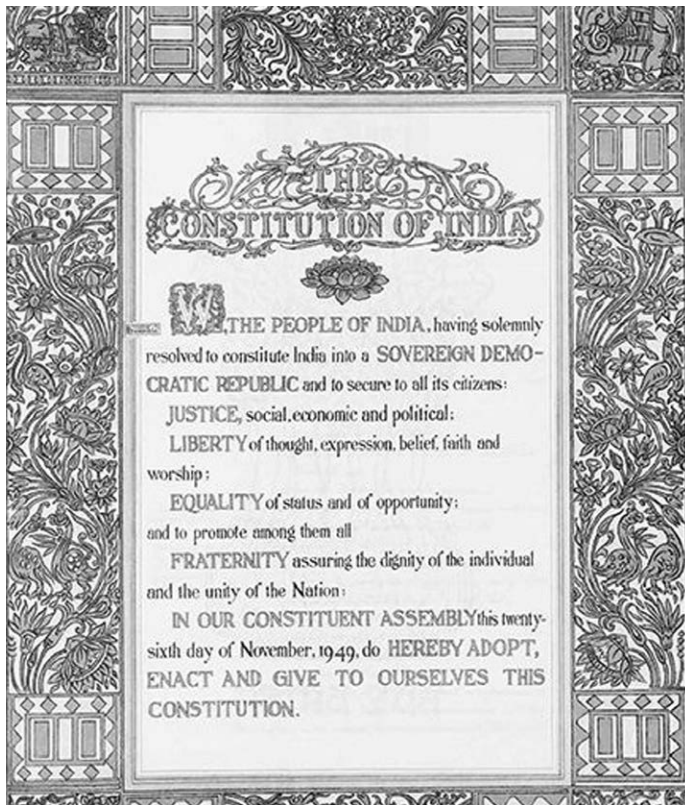 THE
CONSTITUTION OF INDIA
WE, THE PEOPLE OF INDIA, having solemnly
resolved to constitute India into a SOVEREIGN DEMO-
CRATIC REPUBLIC and to secure to all its citizens:
JUSTICE, social, economic and political;
LIBERTY of thought, expression, belief, faith and
worship;
EQUALITY of status and of opportunity;
and to promote among them all
FRATERNITY assuring the dignity of the individual
and the unity of the Nation;
IN OUR CONSTITUENT ASSEMBLY this twenty-
sixth day of November, 1949, do HEREBY ADOPT,
ENACT AND GIVE TO OURSELVES THIS
CONSTITUTION.